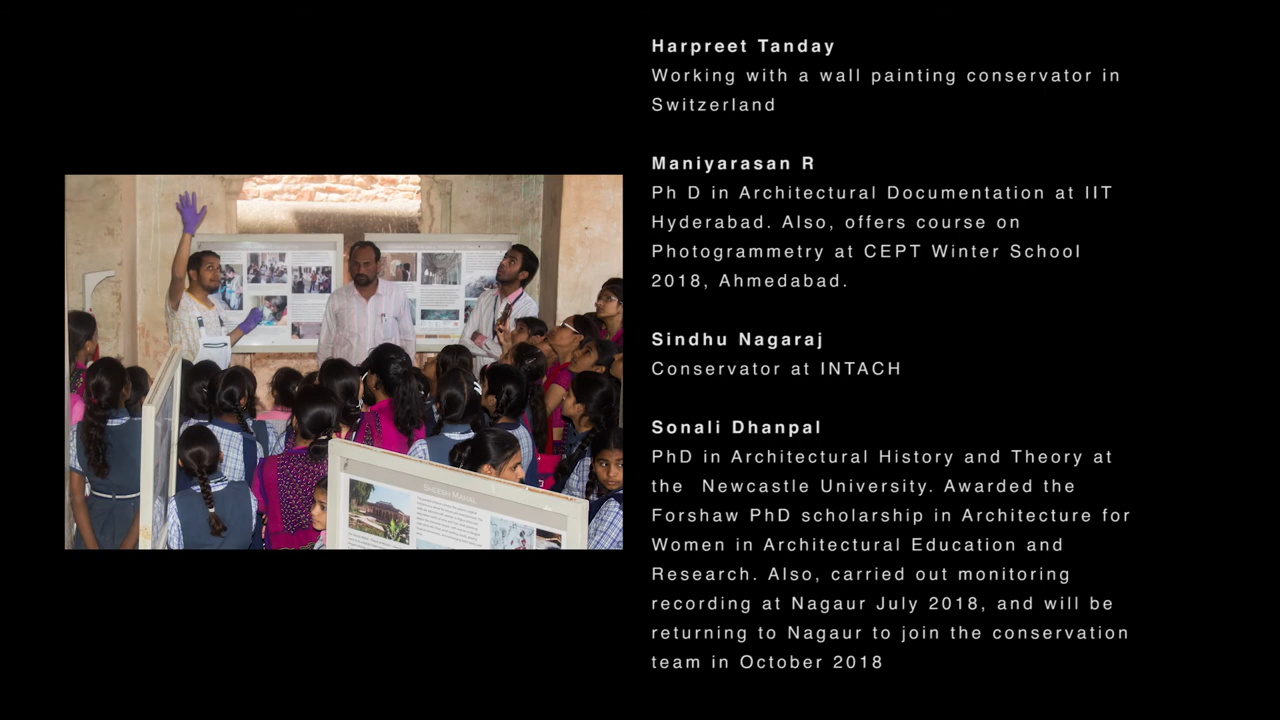 Harpreet Tanday
Working with a wall painting conservator in
Switzerland
Maniyarasan R
Ph D in Architectural Documentation at IIT
Hyderabad. Also, offers course on
Photogrammetry at CEPT Winter School
2018, Ahmedabad.
Sindhu Nagaraj
Conservator at INTACH
Sonali Dhanpal
PhD in Architectural History and Theory at
the  Newcastle University. Awarded the
Forshaw PhD scholarship in Architecture for
Women in Architectural Education and
Research. Also, carried out monitoring
recording at Nagaur July 2018, and will be
returning to Nagaur to join the conservation
team in October 2018
SHEESH MAHAL